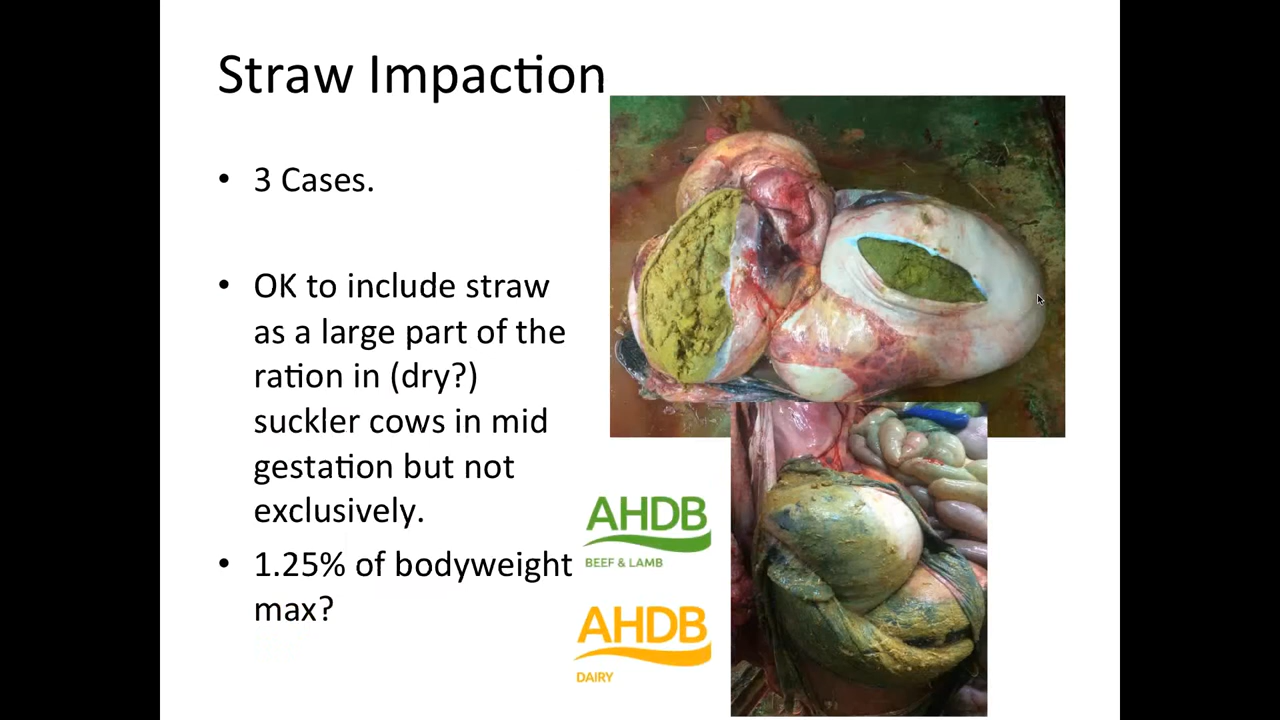 Straw Impaction
• 3 Cases.
• OK to include straw
as a large part of the
ration in (dry?)
suckler cows in mid
gestation but not
exclusively.
• 1.25% of bodyweight
max?
AHDB
BEEF & LAMB
AHDB
DAIRY